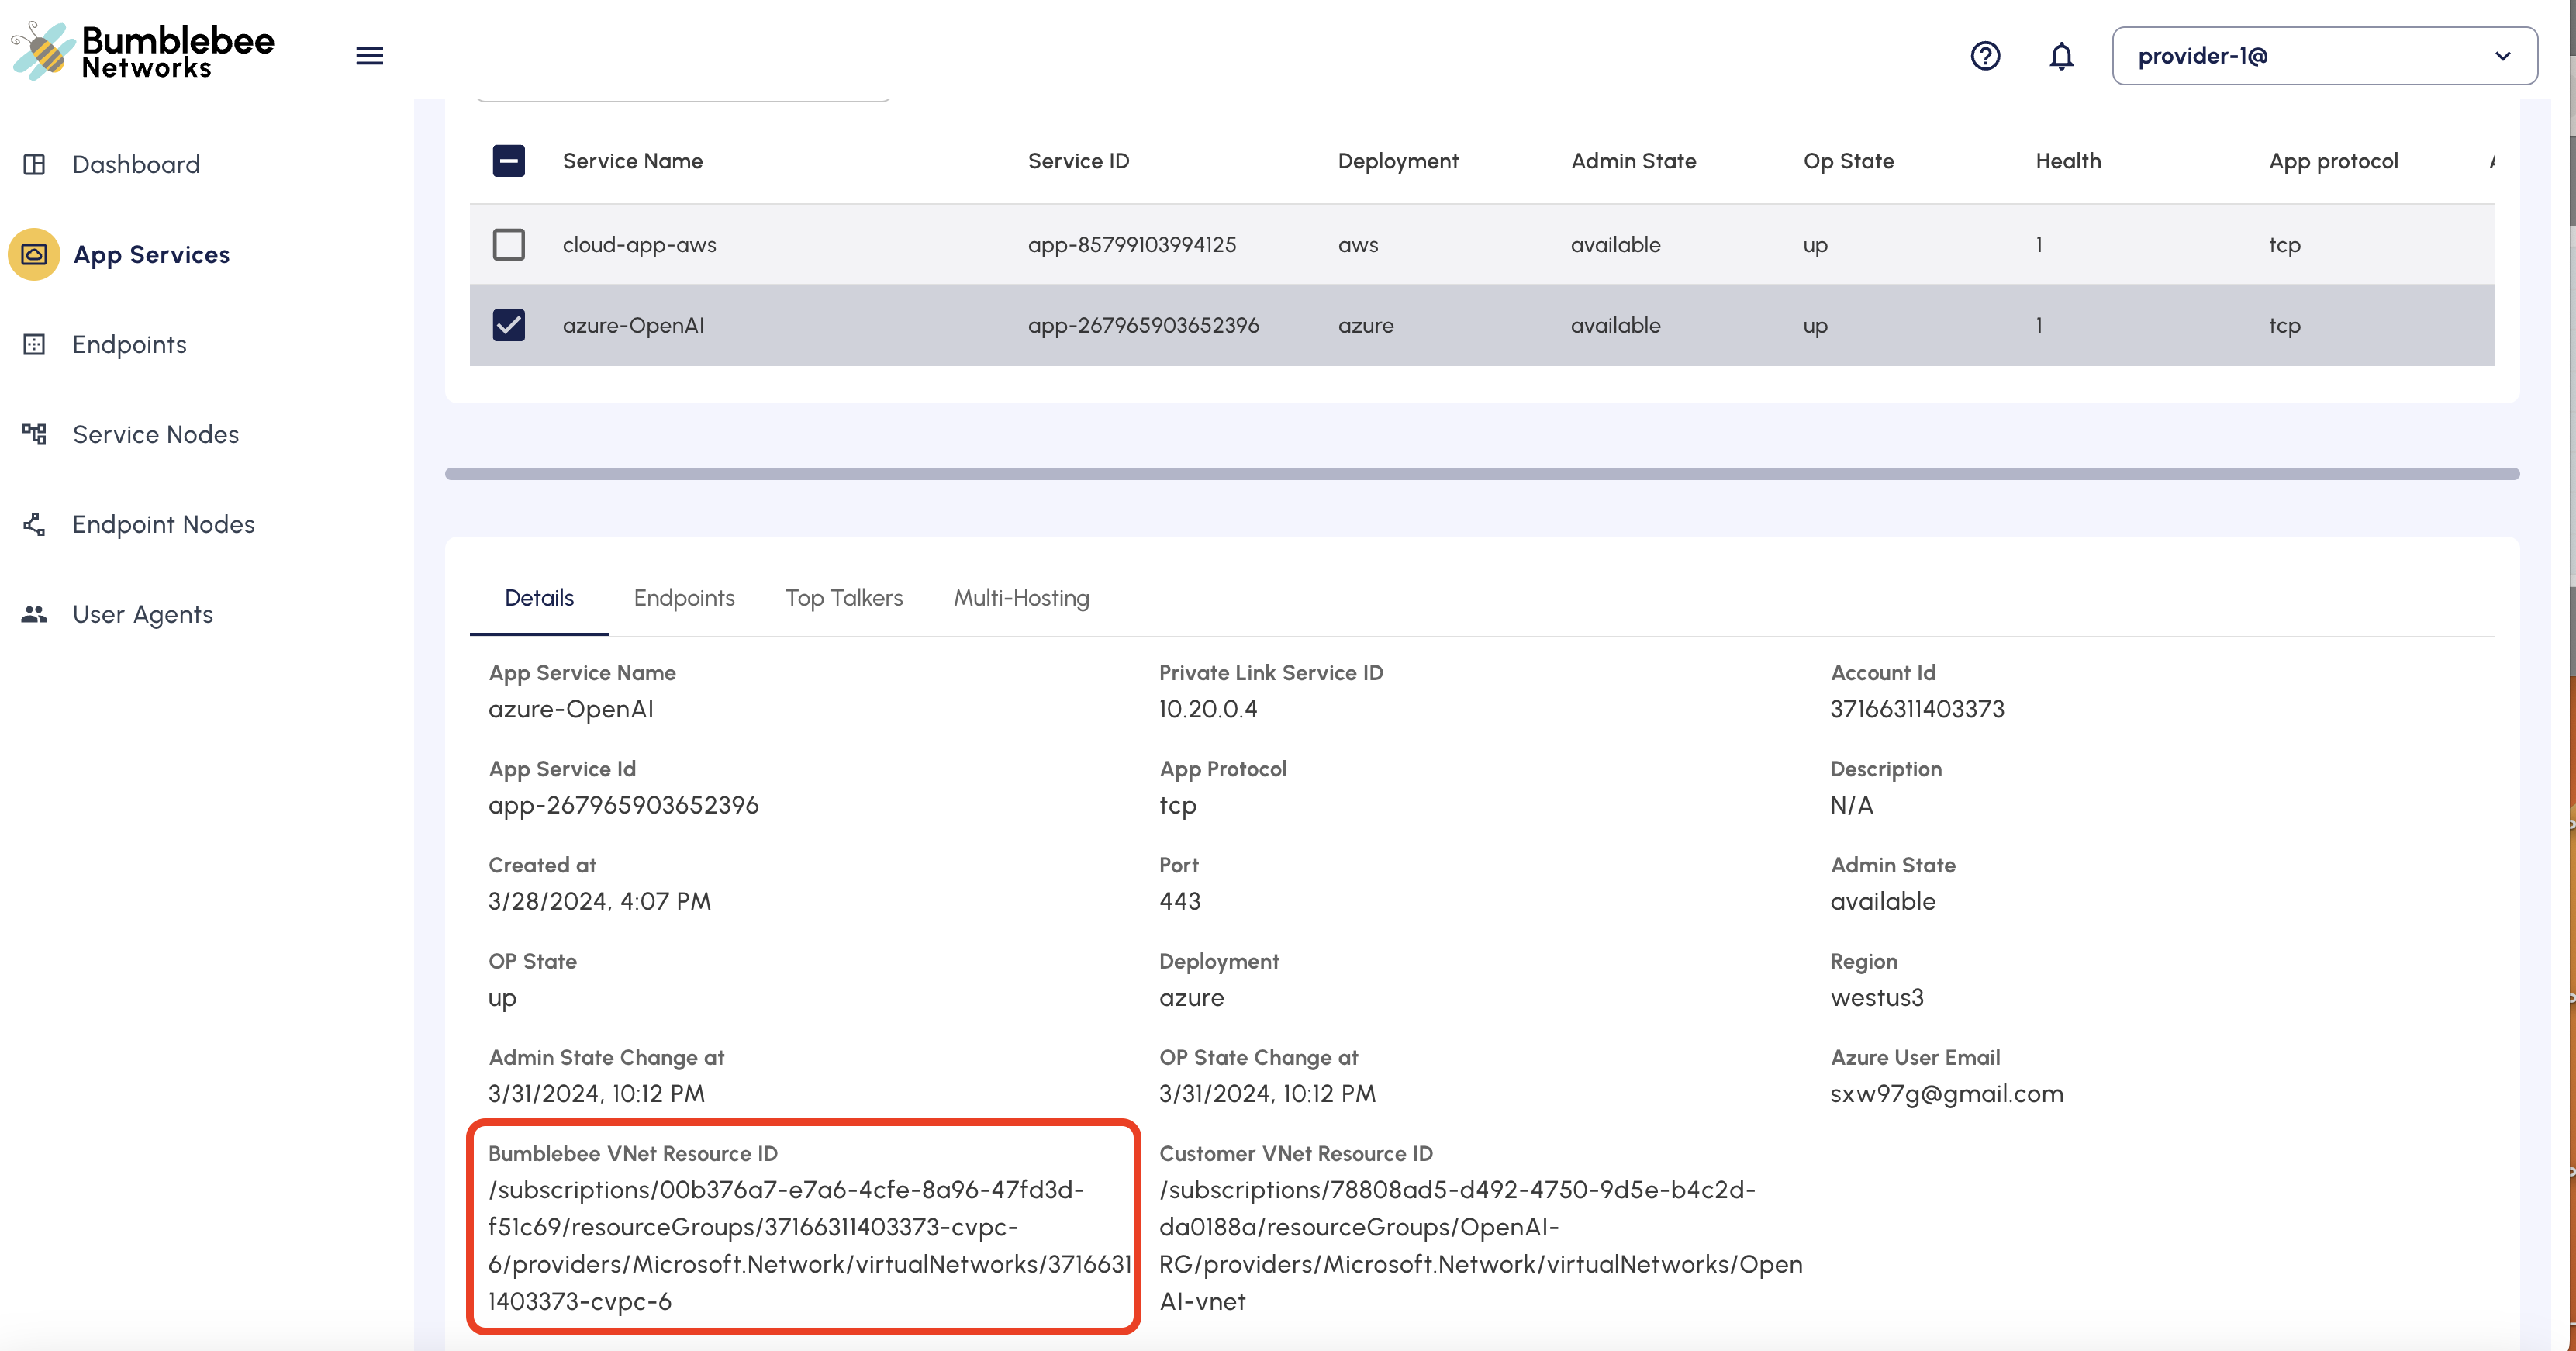 Bumblebee
Networks
provider-1@
Dashboard
App Services
Endpoints
Service Nodes
Endpoint Nodes
User Agents
Service Name Service ID Deployment Admin State Op State Health App protocol
cloud-app-aws app-85799103994125 aws available up 1 tcp
azure-OpenAI app-267965903652396 azure available up 1 tcp
Details Endpoints Top Talkers Multi-Hosting
App Service Name
azure-OpenAI
Private Link Service ID
10.20.0.4
Account Id
37166311403373
App Service Id
app-267965903652396
App Protocol
tcp
Description
N/A
Created at
3/28/2024, 4:07 PM
Port
443
Admin State
available
OP State
up
Deployment
azure
Region
westus3
Admin State Change at
3/31/2024, 10:12 PM
OP State Change at
3/31/2024, 10:12 PM
Azure User Email
sxw97g@gmail.com
Bumblebee VNet Resource ID
/subscriptions/00b376a7-e7a6-4cfe-8a96-47fd3d-
f51c69/resourceGroups/37166311403373-cvpc-
6/providers/Microsoft.Network/virtualNetworks/3716631
1403373-cvpc-6
Customer VNet Resource ID
/subscriptions/78808ad5-d492-4750-9d5e-b4c2d-
da0188a/resourceGroups/OpenAI-
RG/providers/Microsoft.Network/virtualNetworks/Open
AI-vnet